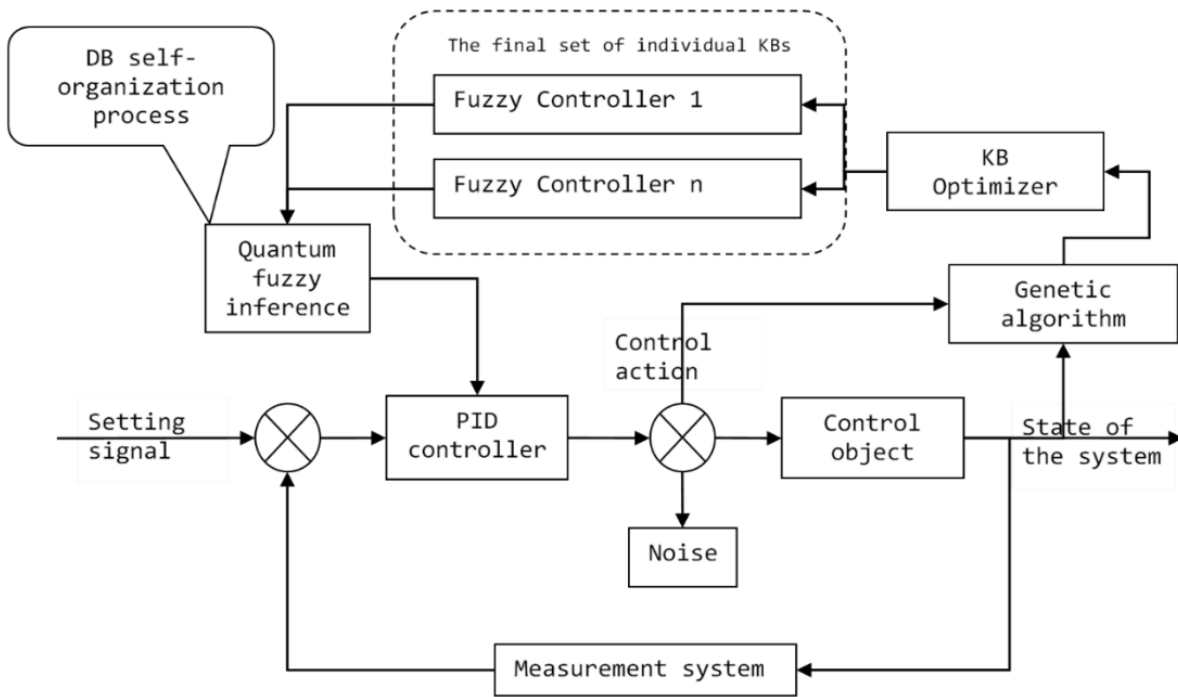 The final set of individual KBs
DB self-
organization
process
Fuzzy Controller 1
Fuzzy Controller n
KB
Optimizer
Quantum
fuzzy
inference
Genetic
algorithm
Control
action
Setting
signal
PID
controller
Control
object
State of
the system
Noise
Measurement system